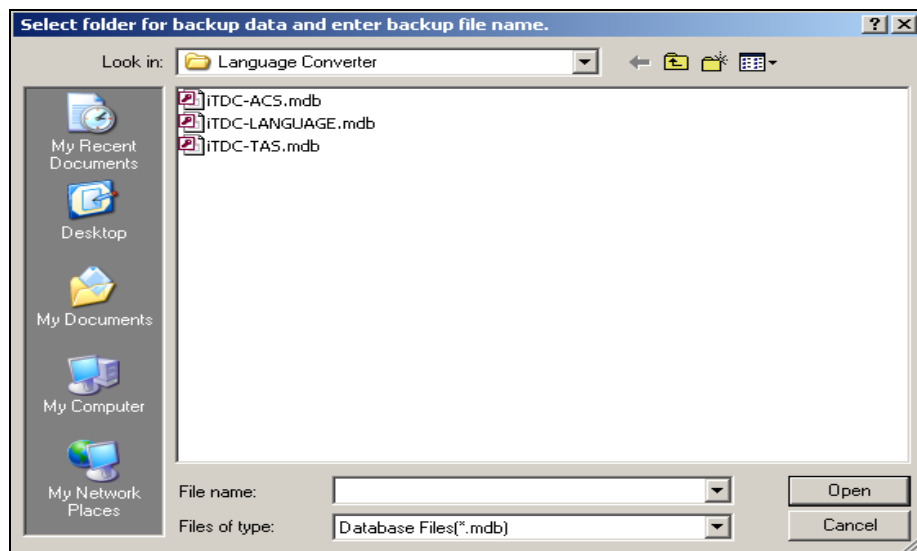 Select folder for backup data and enter backup file name.
Look in: Language Converter
iTDC-ACS.mdb
iTDC-LANGUAGE.mdb
iTDC-TAS.mdb
My Recent
Documents
Desktop
My Documents
My Computer
My Network
Places
File name:
Open
Files of type: Database Files(*.mdb)
Cancel